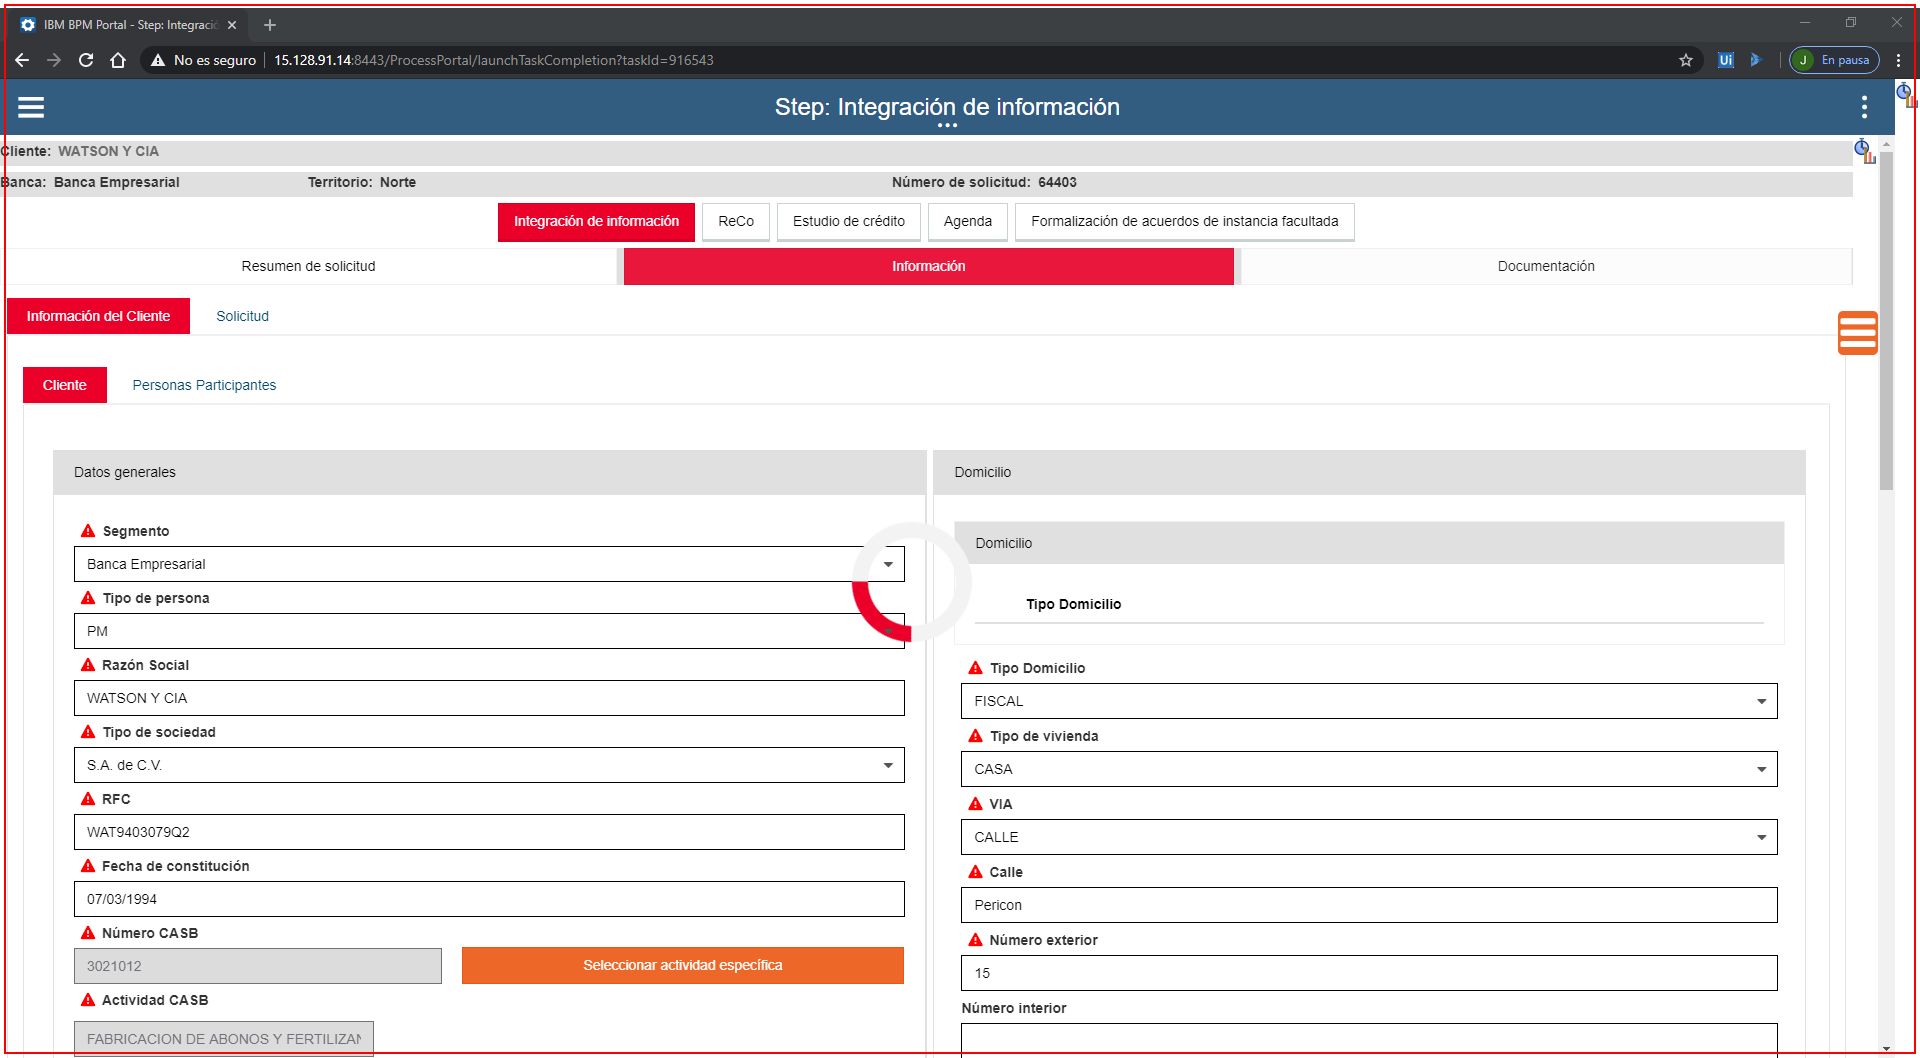 IBM BPM Portal - Step: Integració
No es seguro
15.128.91.14:8443/ProcessPortal/launchTaskCompletion?taskId=916543
Ui
J
En pausa
Step: Integración de información
Cliente: WATSON Y CIA
Banca: Banca Empresarial
Territorio: Norte
Número de solicitud: 64403
Integración de información
ReCo
Estudio de crédito
Agenda
Formalización de acuerdos de instancia facultada
Resumen de solicitud
Información
Documentación
Información del Cliente
Solicitud
Cliente
Personas Participantes
Datos generales
Segmento
Banca Empresarial
Tipo de persona
PM
Razón Social
WATSON Y CIA
Tipo de sociedad
S.A. de C.V.
RFC
WAT9403079Q2
Fecha de constitución
07/03/1994
Número CASB
3021012
Seleccionar actividad específica
Actividad CASB
FABRICACION DE ABONOS Y FERTILIZAN
Domicilio
Domicilio
Tipo Domicilio
Tipo Domicilio
FISCAL
Tipo de vivienda
CASA
VIA
CALLE
Calle
Pericon
Número exterior
15
Número interior